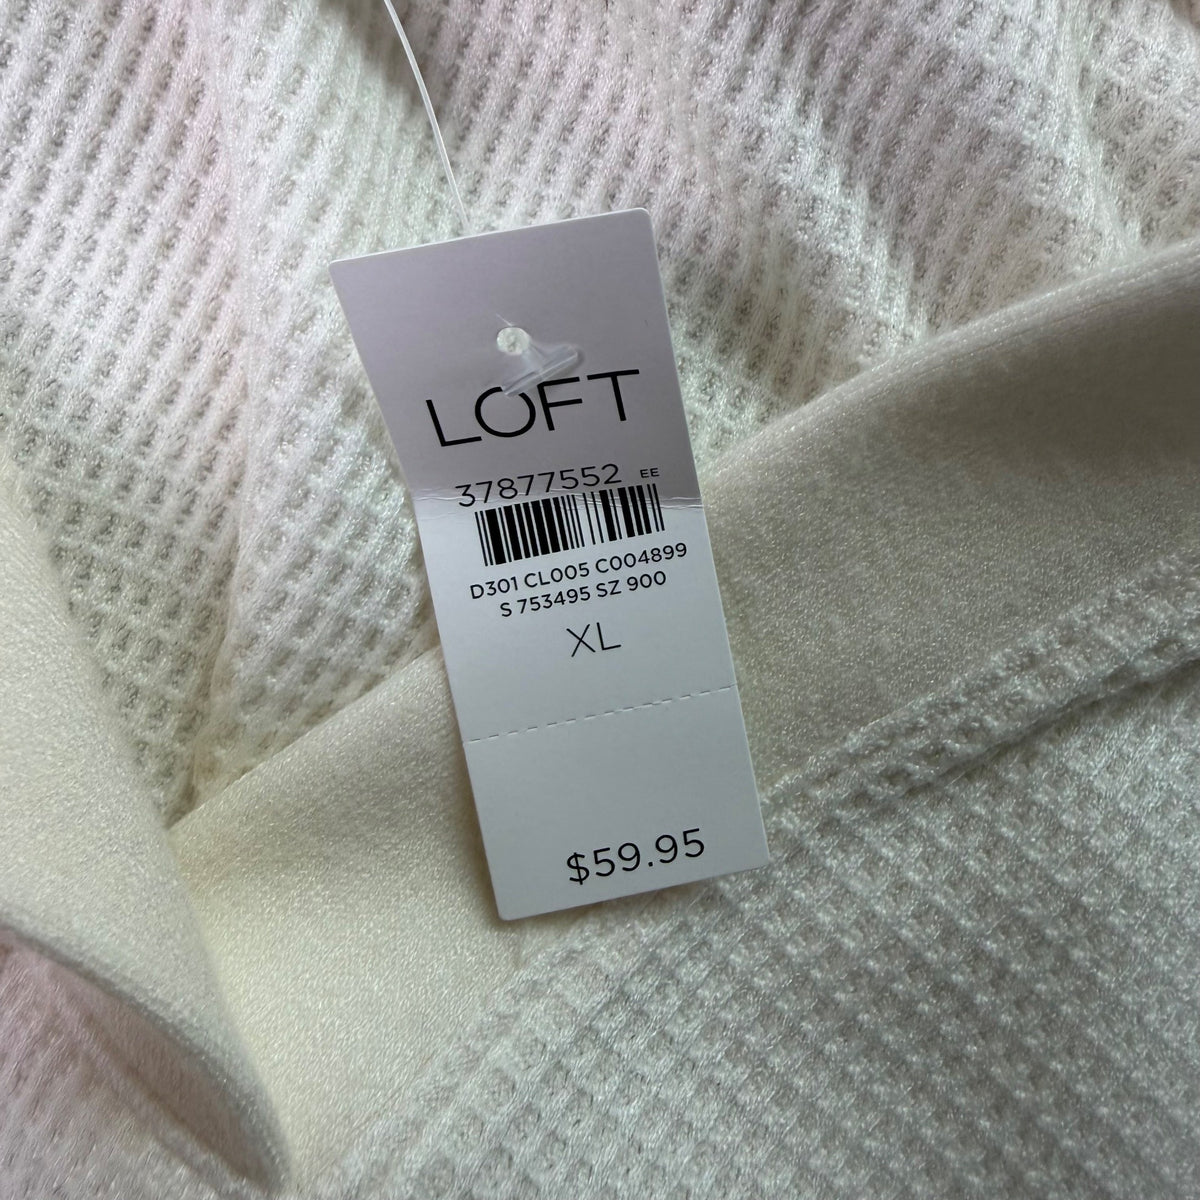 LOFT
37877552 EE
D301 CL005 C004899
S 753495 SZ 900
XL
$59.95